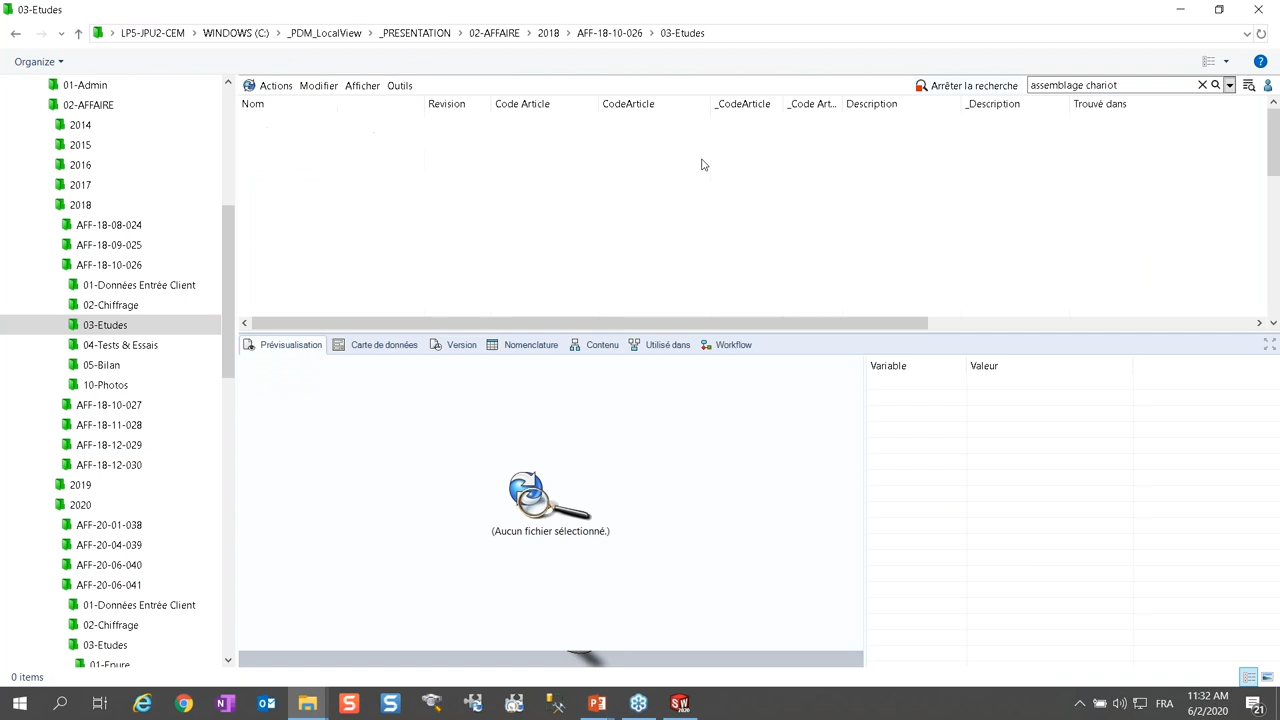 03-Etudes
LP5-JPU2-CEM > WINDOWS (C:) > _PDM_LocalView > _PRESENTATION > 02-AFFAIRE > 2018 > AFF-18-10-026 > 03-Etudes
Organize
01-Admin
02-AFFAIRE
2014
2015
2016
2017
2018
AFF-18-08-024
AFF-18-09-025
AFF-18-10-026
01-Données Entrée Client
02-Chiffrage
03-Etudes
04-Tests & Essais
05-Bilan
10-Photos
AFF-18-10-027
AFF-18-11-028
AFF-18-12-029
AFF-18-12-030
2019
2020
AFF-20-01-038
AFF-20-04-039
AFF-20-06-040
AFF-20-06-041
01-Données Entrée Client
02-Chiffrage
03-Etudes
01-Epure
Actions Modifier Afficher Outils Arrêter la recherche assemblage chariot
Nom Revision Code Article CodeArticle _CodeArticle _Code Art... Description _Description Trouvé dans
Prévisualisation Carte de données Version Nomenclature Contenu Utilisé dans Workflow
Variable Valeur
(Aucun fichier sélectionné.)
0 items
FRA
11:32 AM
6/2/2020
21